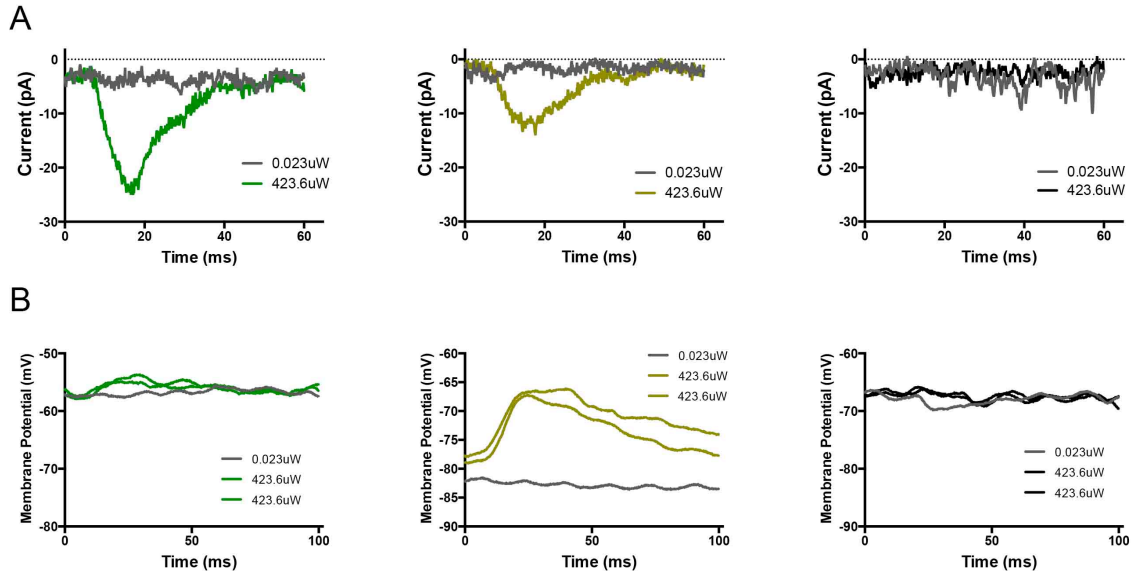 A
Current (pA)
0
-10
-20
-30
0.023uW
423.6uW
0
20
40
60
Time (ms)
Current (pA)
0
-10
-20
-30
0.023uW
423.6uW
0
20
40
60
Time (ms)
Current (pA)
0
-10
-20
-30
0.023uW
423.6uW
0
20
40
60
Time (ms)
B
Membrane Potential (mV)
-50
-60
-70
-80
0.023uW
423.6uW
423.6uW
0
50
100
Time (ms)
Membrane Potential (mV)
-60
-65
-70
-75
-80
-85
-90
0.023uW
423.6uW
423.6uW
0
50
100
Time (ms)
Membrane Potential (mV)
-60
-70
-80
-90
0.023uW
423.6uW
423.6uW
0
50
100
Time (ms)